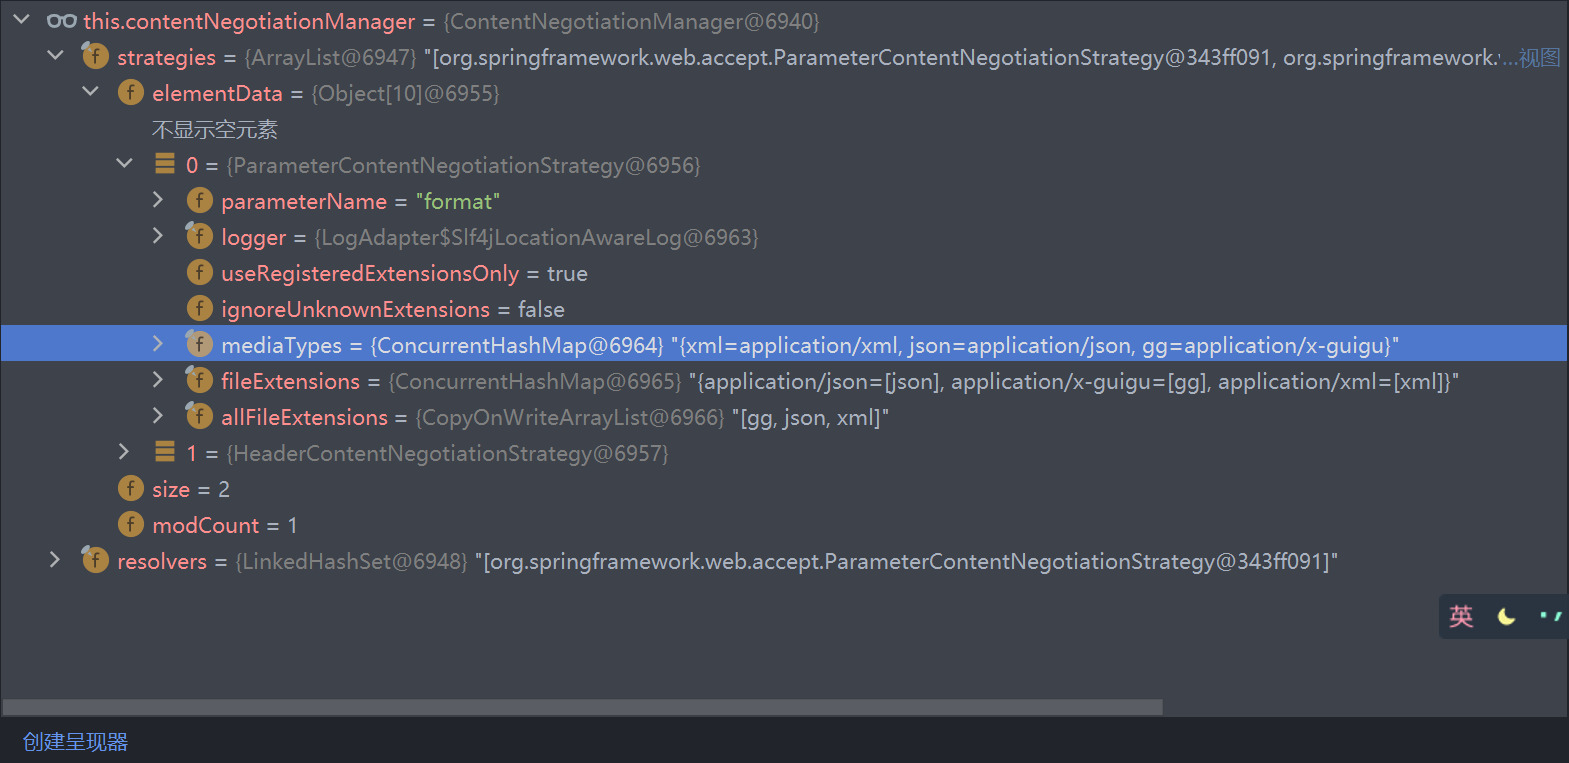 this.contentNegotiationManager = {ContentNegotiationManager@6940}
strategies = {ArrayList@6947} "[org.springframework.web.accept.ParameterContentNegotiationStrategy@343ff091, org.springframework.… 视图
f elementData = {Object[10]@6955}
不显示空元素
0 = {ParameterContentNegotiationStrategy@6956}
f parameterName = "format"
f logger = {LogAdapter$Slf4jLocationAwareLog@6963}
f useRegisteredExtensionsOnly = true
f ignoreUnknownExtensions = false
f mediaTypes = {ConcurrentHashMap@6964} "{xml=application/xml, json=application/json, gg=application/x-guigu}"
f fileExtensions = {ConcurrentHashMap@6965} "{application/json=[json], application/x-guigu=[gg], application/xml=[xml]}"
f allFileExtensions = {CopyOnWriteArrayList@6966} "[gg, json, xml]"
1 = {HeaderContentNegotiationStrategy@6957}
f size = 2
f modCount = 1
f resolvers = {LinkedHashSet@6948} "[org.springframework.web.accept.ParameterContentNegotiationStrategy@343ff091]"
英
创建呈现器